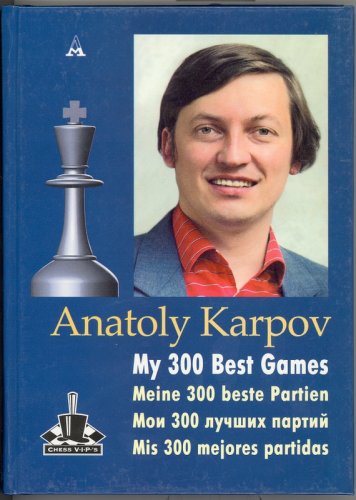 Anatoly Karpov
My 300 Best Games
Meine 300 beste Partien
Мои 300 лучших партий
Mis 300 mejores partidas
CHESS V·I·P'S